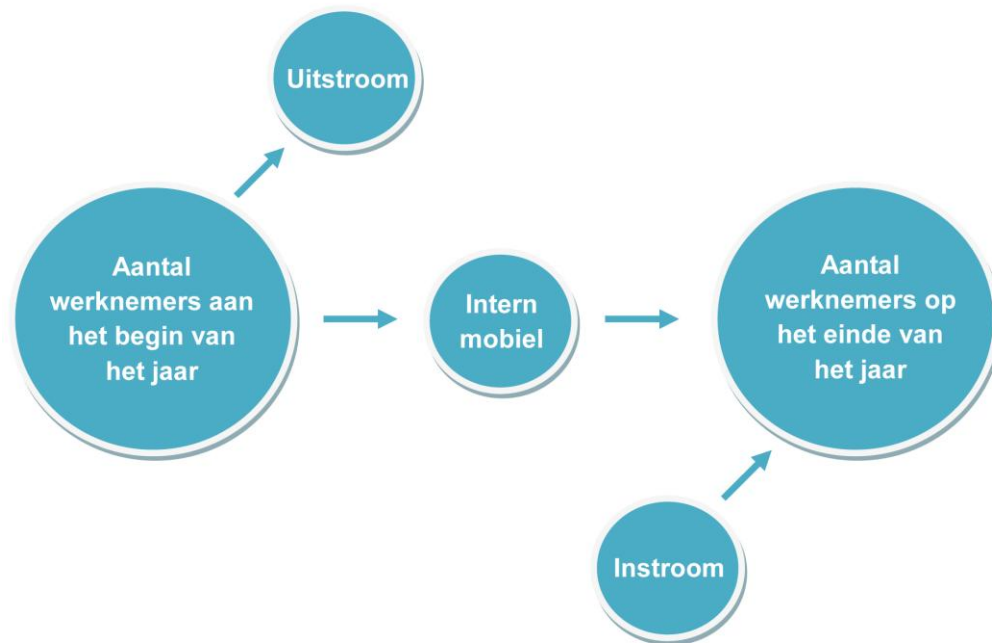 Uitstroom
Aantal
werknemers aan
het begin van
het jaar
Intern
mobiel
Aantal
werknemers op
het einde van
het jaar
Instroom